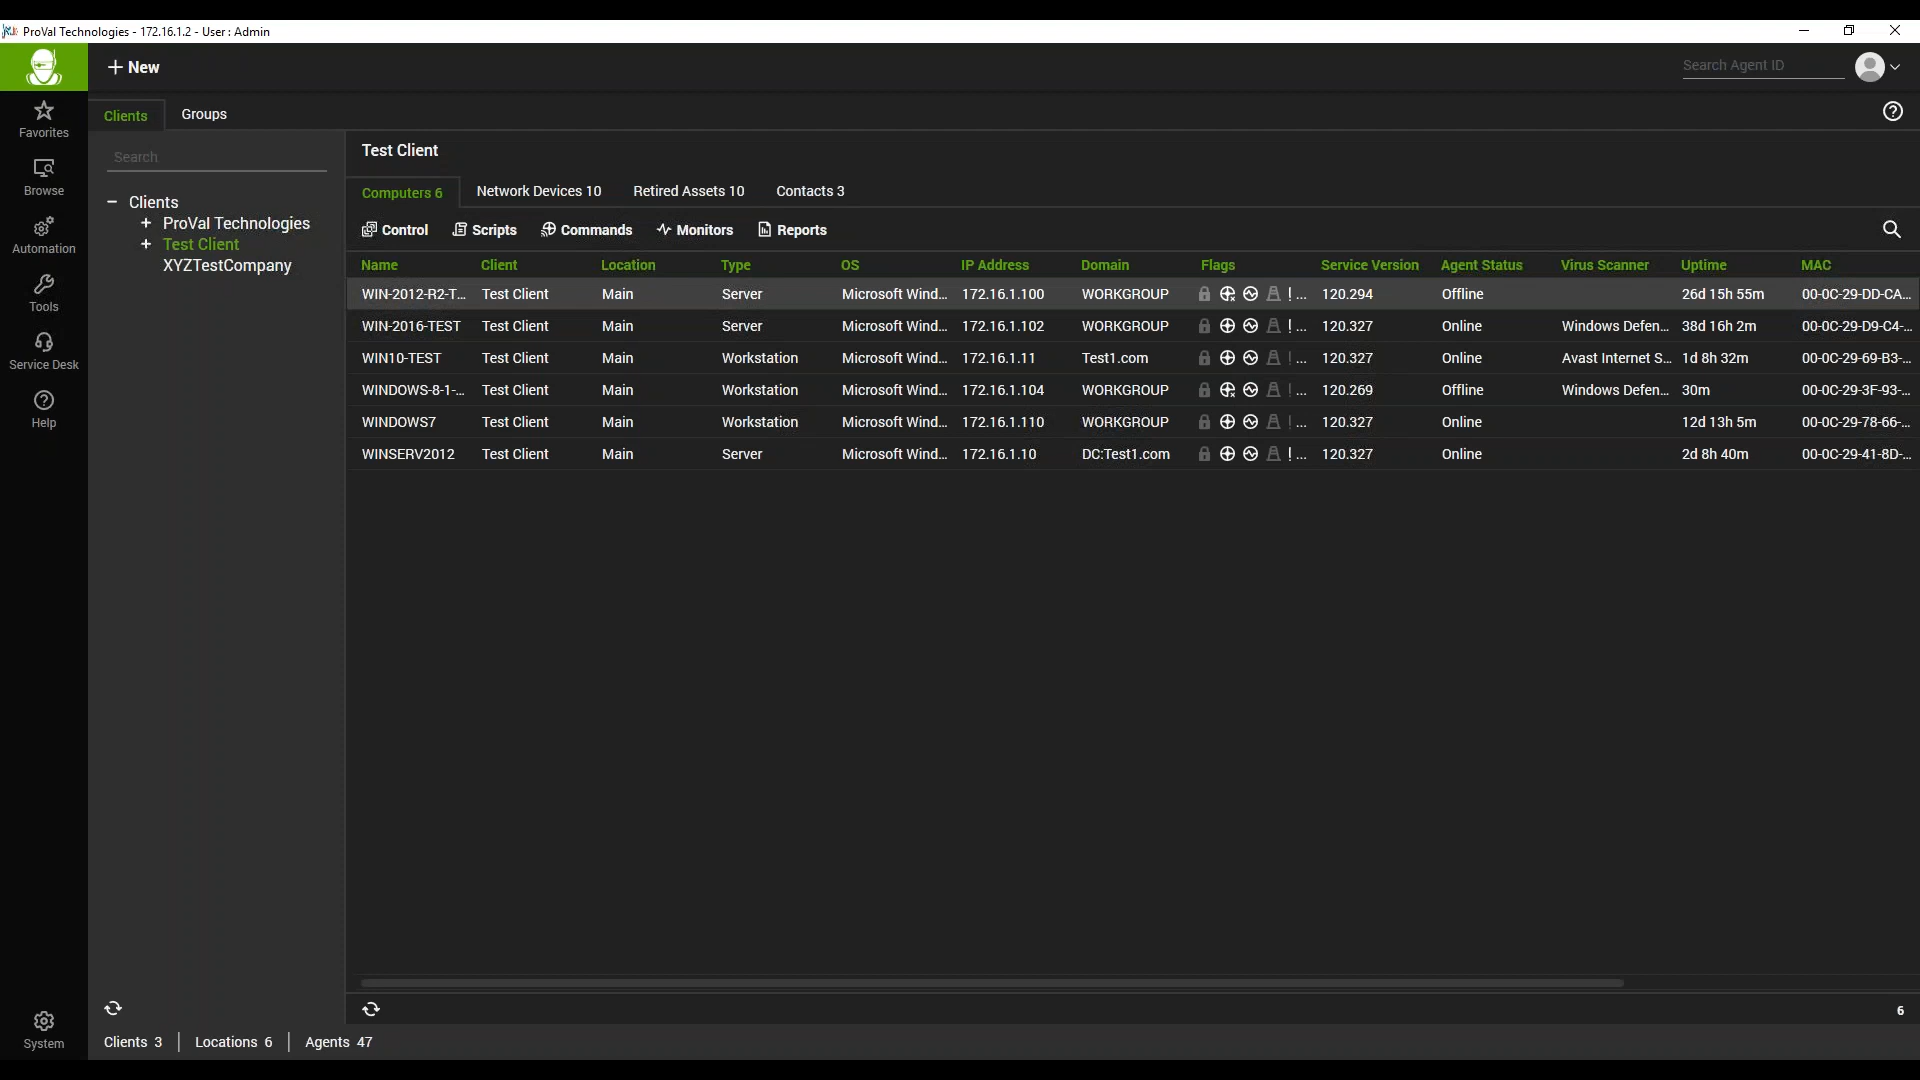 ProVal Technologies - 172.16.1.2 - User : Admin
New
Search Agent ID
Favorites
Browse
Automation
Tools
Service Desk
Help
System
Clients Groups
Search
Clients
ProVal Technologies
Test Client
XYZTestCompany
Test Client
Computers 6 Network Devices 10 Retired Assets 10 Contacts 3
Control Scripts Commands Monitors Reports
Name Client Location Type OS IP Address Domain Flags Service Version Agent Status Virus Scanner Uptime MAC
WIN-2012-R2-T... Test Client Main Server Microsoft Wind... 172.16.1.100 WORKGROUP ! ... 120.294 Offline 26d 15h 55m 00-0C-29-DD-CA...
WIN-2016-TEST Test Client Main Server Microsoft Wind... 172.16.1.102 WORKGROUP ! ... 120.327 Online Windows Defen... 38d 16h 2m 00-0C-29-D9-C4-...
WIN10-TEST Test Client Main Workstation Microsoft Wind... 172.16.1.11 Test1.com ! ... 120.327 Online Avast Internet S... 1d 8h 32m 00-0C-29-69-B3-...
WINDOWS-8-1-... Test Client Main Workstation Microsoft Wind... 172.16.1.104 WORKGROUP ! ... 120.269 Offline Windows Defen... 30m 00-0C-29-3F-93-...
WINDOWS7 Test Client Main Workstation Microsoft Wind... 172.16.1.110 WORKGROUP ! ... 120.327 Online 12d 13h 5m 00-0C-29-78-66-...
WINSERV2012 Test Client Main Server Microsoft Wind... 172.16.1.10 DC:Test1.com ! ... 120.327 Online 2d 8h 40m 00-0C-29-41-8D-...
6
Clients 3 | Locations 6 | Agents 47